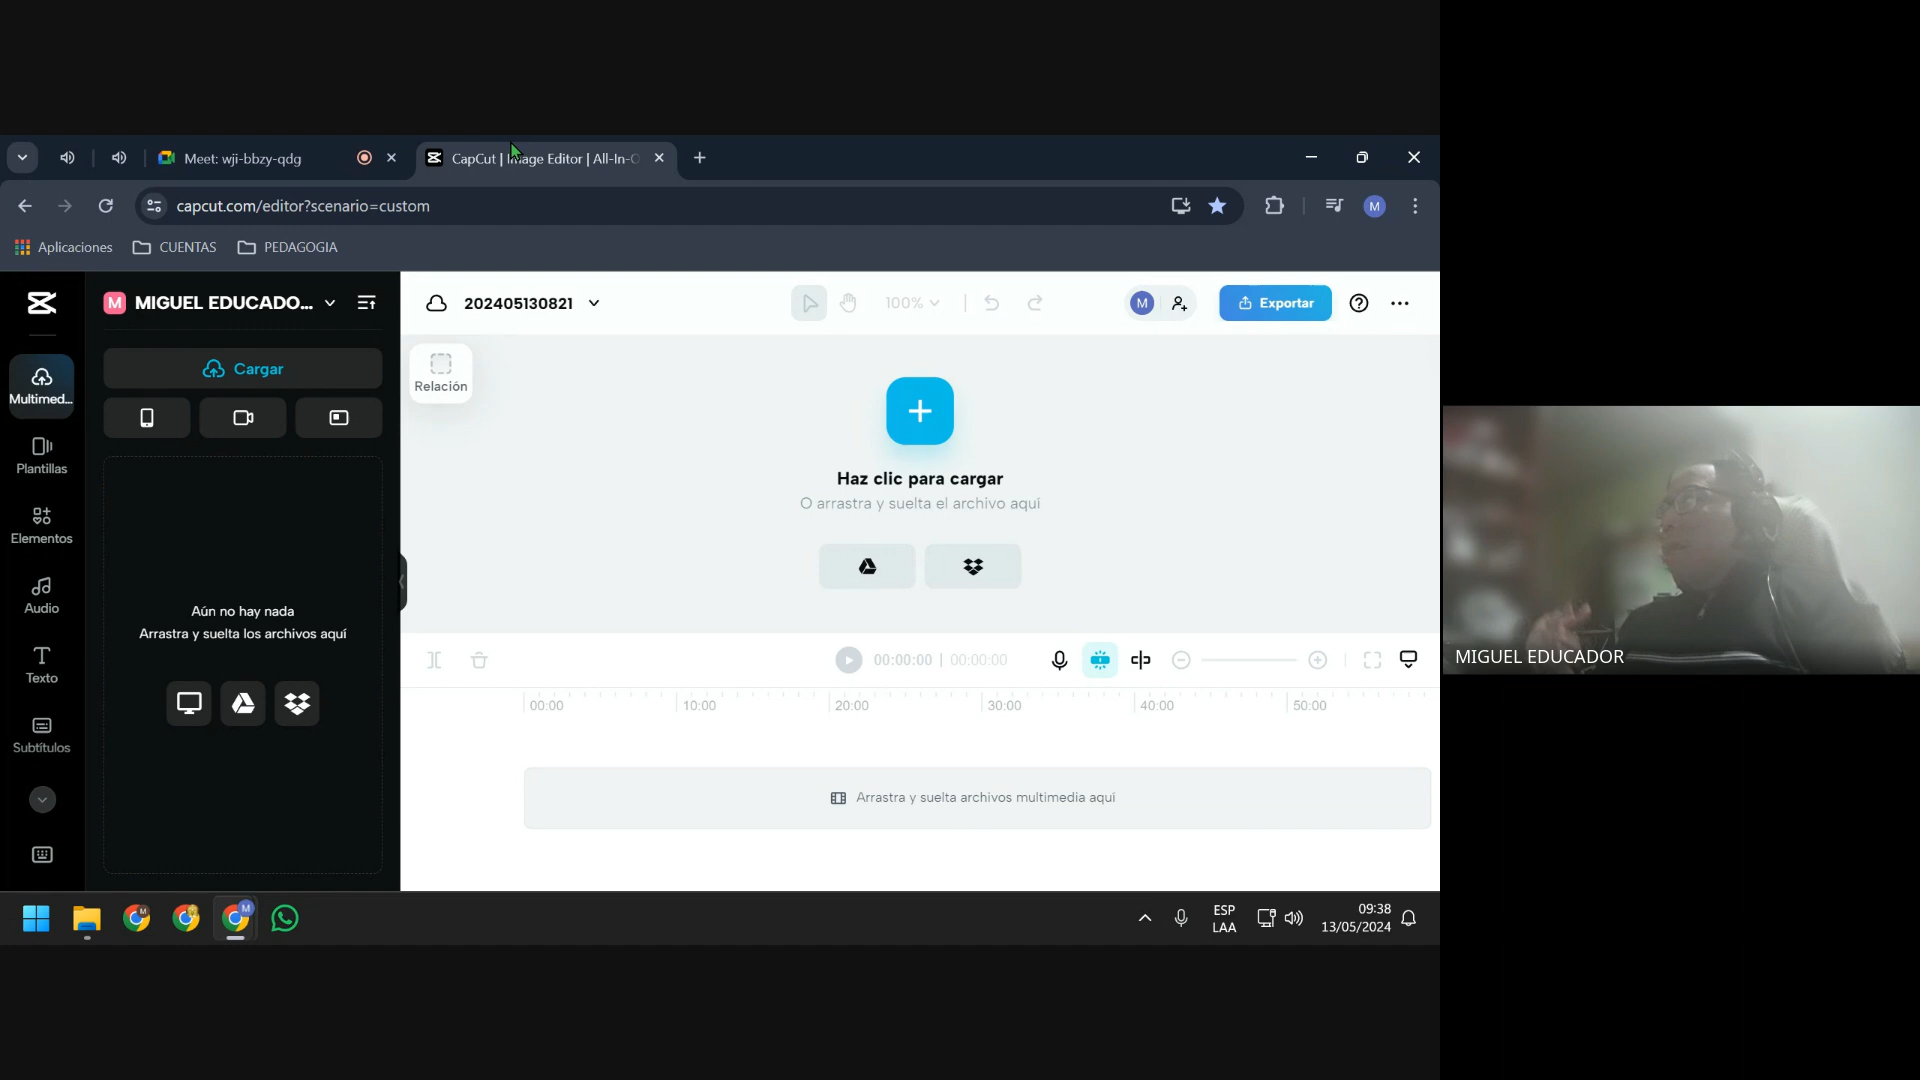 Meet: wji-bbzy-qdg
CapCut | Image Editor | All-In-O
capcut.com/editor?scenario=custom
M
Aplicaciones
CUENTAS
PEDAGOGIA
M MIGUEL EDUCADO...
202405130821
100%
M
Exportar
Cargar
Multimed...
Plantillas
Elementos
Audio
Texto
Subtítulos
Aún no hay nada
Arrastra y suelta los archivos aquí
Relación
Haz clic para cargar
O arrastra y suelta el archivo aquí
00:00:00 | 00:00:00
00:00
10:00
20:00
30:00
40:00
50:00
Arrastra y suelta archivos multimedia aquí
MIGUEL EDUCADOR
M
M
ESP
LAA
09:38
13/05/2024